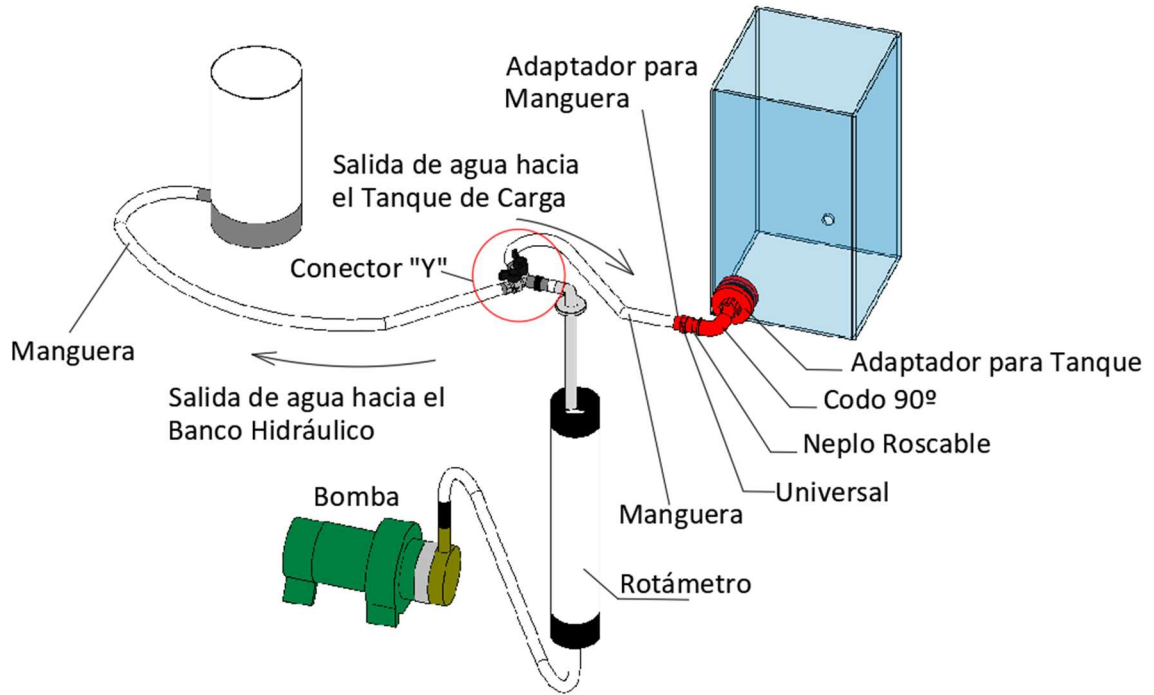 Adaptador para
Manguera
Salida de agua hacia
el Tanque de Carga
Conector "Y"
Manguera
Salida de agua hacia el
Banco Hidráulico
Adaptador para Tanque
Codo 90º
Neplo Roscable
Universal
Manguera
Bomba
Rotámetro